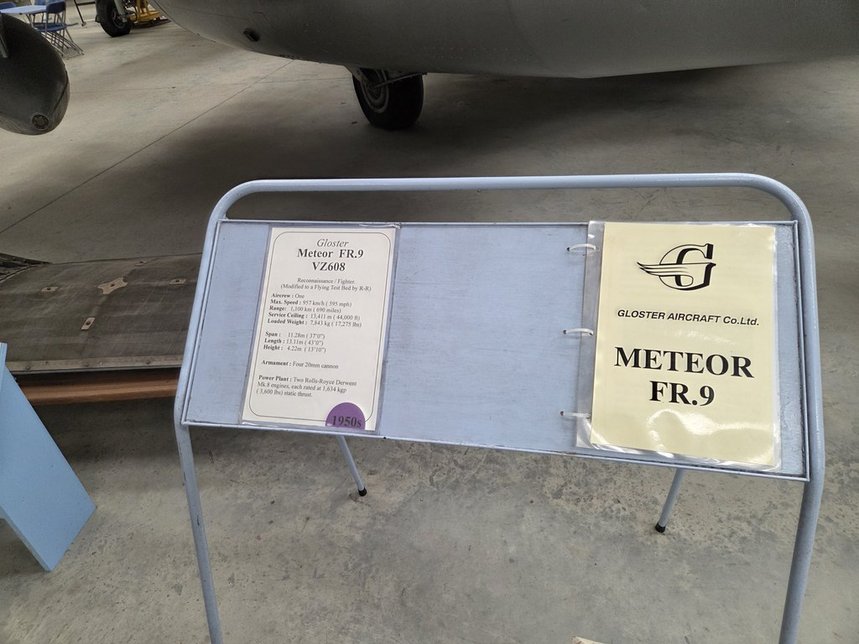 Gloster
Meteor FR.9
VZ608
Reconnaissance / Fighter.
(Modified to a Flying Test Bed by R-R)
Aircrew : One
Max. Speed : 957 km/h ( 595 mph)
Range: 1,100 km ( 690 miles)
Service Ceiling : 13,411 m ( 44,000 ft)
Loaded Weight : 7,843 kg ( 17,275 lbs)
Span : 11.28m ( 37'0")
Length : 13.11m ( 43'0")
Height : 4.22m ( 13'10")
Armament : Four 20mm cannon
Power Plant : Two Rolls-Royce Derwent
Mk.8 engines, each rated at 1,634 kgp
( 3,600 lbs) static thrust.
1950s
G
GLOSTER AIRCRAFT Co.Ltd.
METEOR
FR.9